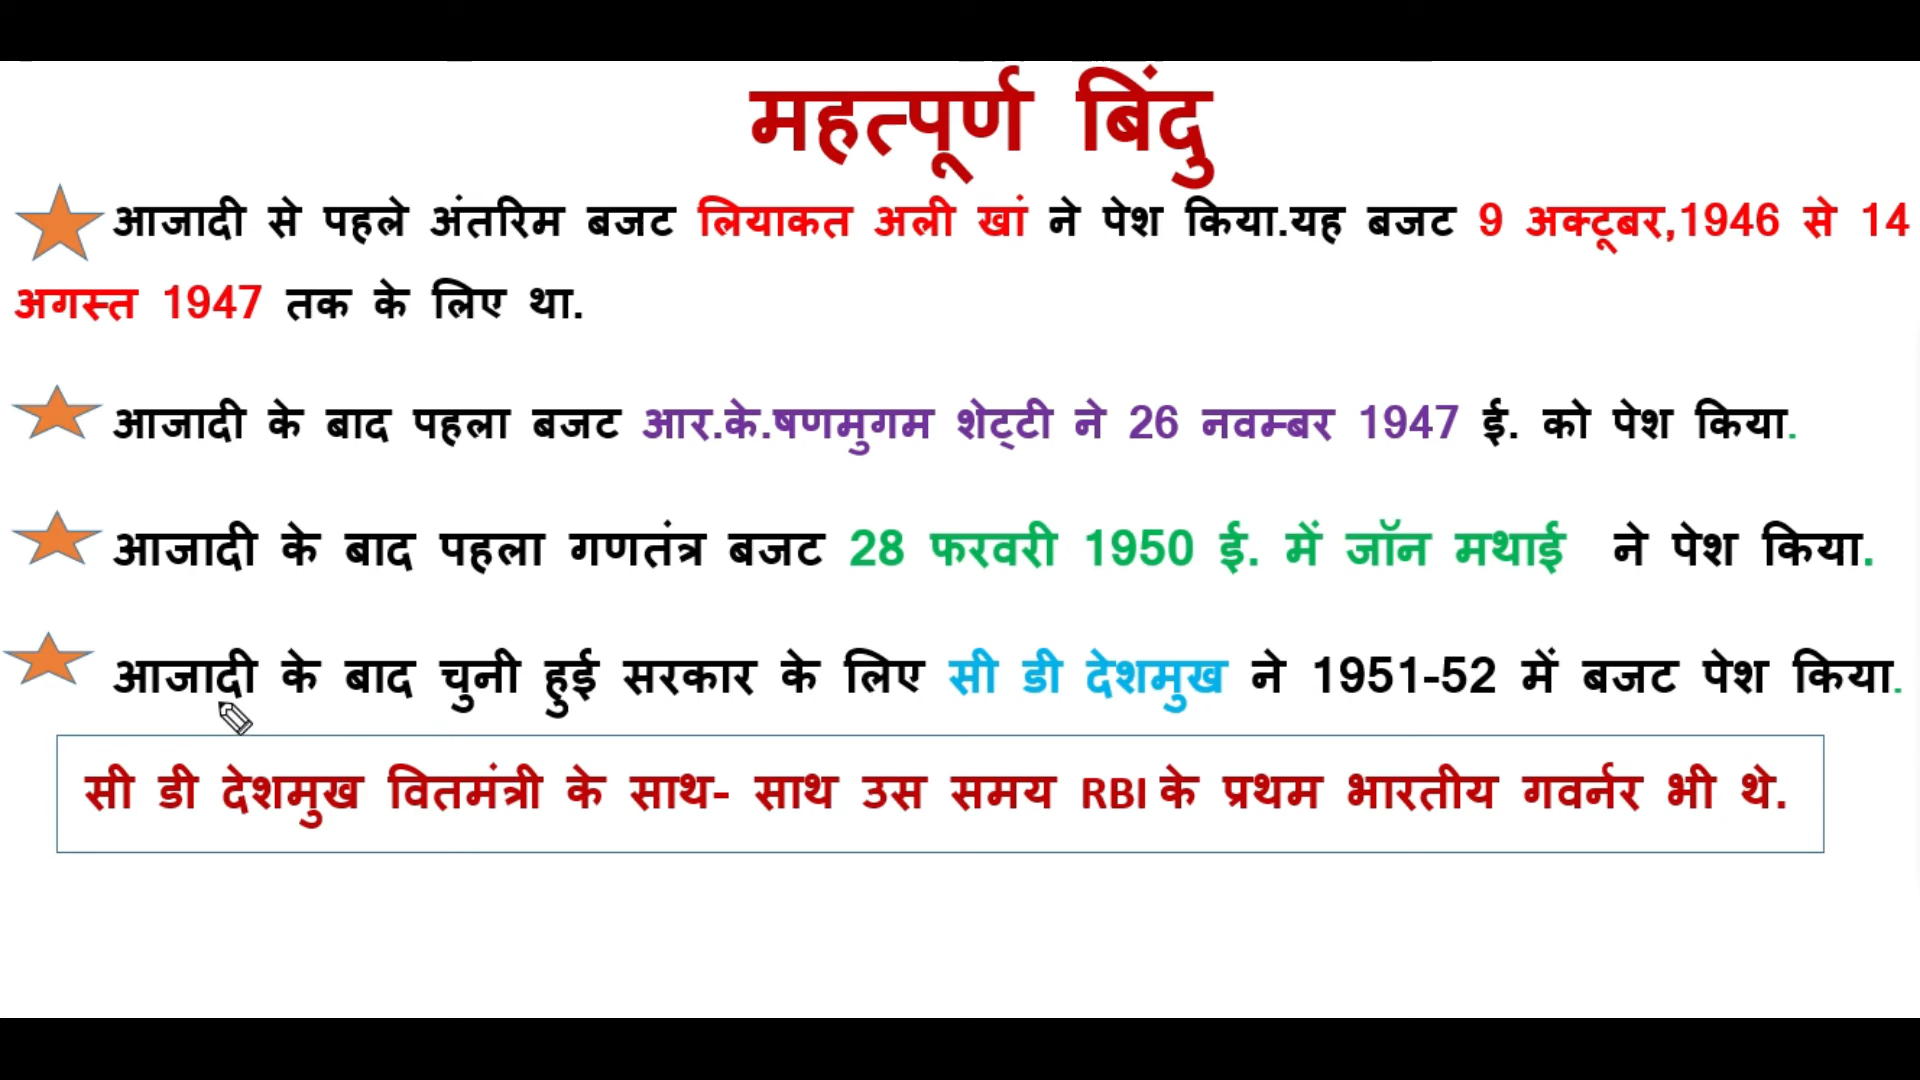 महत्पूर्ण बिंदु
आजादी से पहले अंतरिम बजट लियाकत अली खां ने पेश किया.यह बजट 9 अक्टूबर,1946 से 14
अगस्त 1947 तक के लिए था.
आजादी के बाद पहला बजट आर.के.षणमुगम शेट्टी ने 26 नवम्बर 1947 ई. को पेश किया.
आजादी के बाद पहला गणतंत्र बजट 28 फरवरी 1950 ई. में जॉन मथाई ने पेश किया.
आजादी के बाद चुनी हुई सरकार के लिए सी डी देशमुख ने 1951-52 में बजट पेश किया.
सी डी देशमुख वितमंत्री के साथ- साथ उस समय RBI के प्रथम भारतीय गवर्नर भी थे.